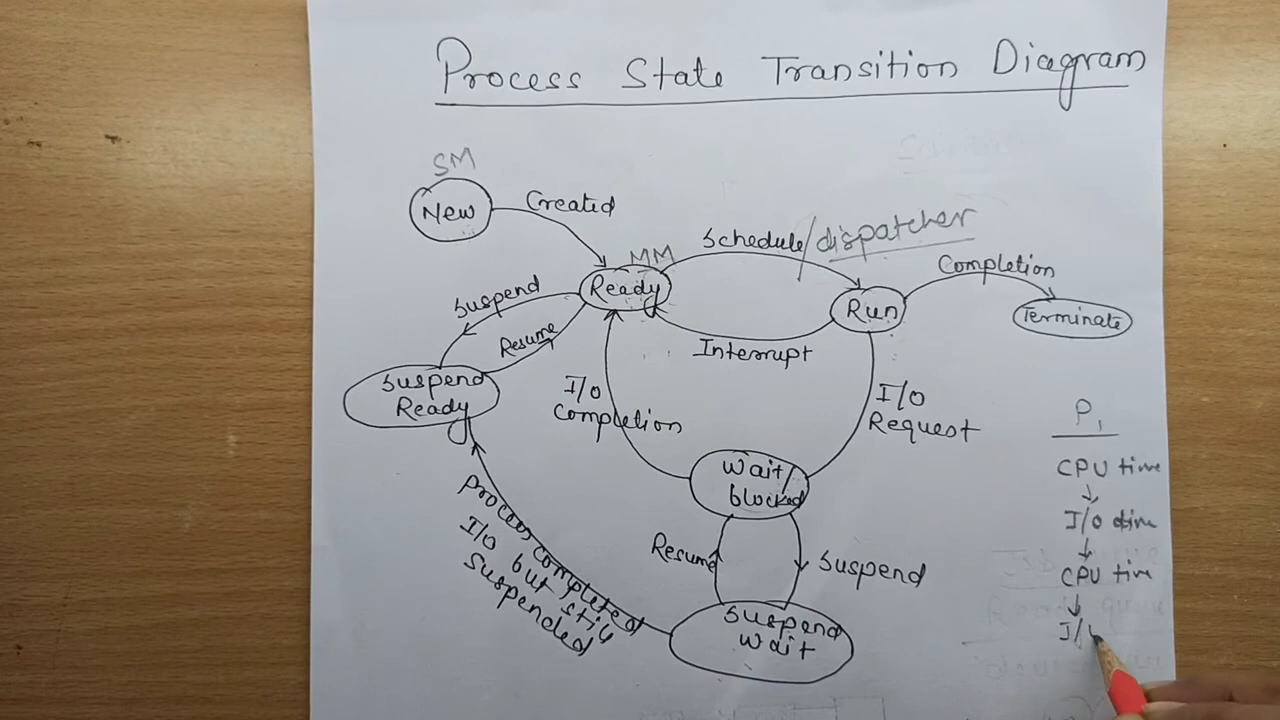 Process State Transition Diagram
SM
New
Created
MM
Ready
Schedule/dispatcher
Run
Completion
Terminate
Suspend
Resume
Interrupt
Suspend
Ready
I/O
Completion
I/O
Request
Wait/
blocked
Process completed
I/O but still
Suspended
Resume
Suspend
Suspend
Wait
P1
CPU time
I/O time
CPU time
I/